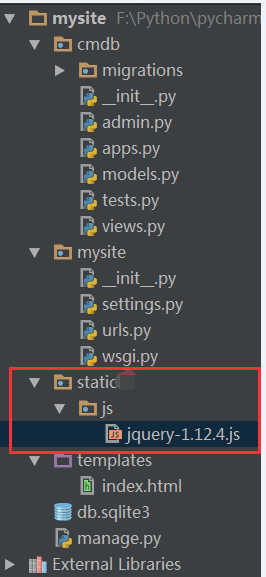 mysite F:\Python\pycharm
cmdb
migrations
__init__.py
admin.py
apps.py
models.py
tests.py
views.py
mysite
__init__.py
settings.py
urls.py
wsgi.py
static
js
jquery-1.12.4.js
templates
index.html
db.sqlite3
manage.py
External Libraries